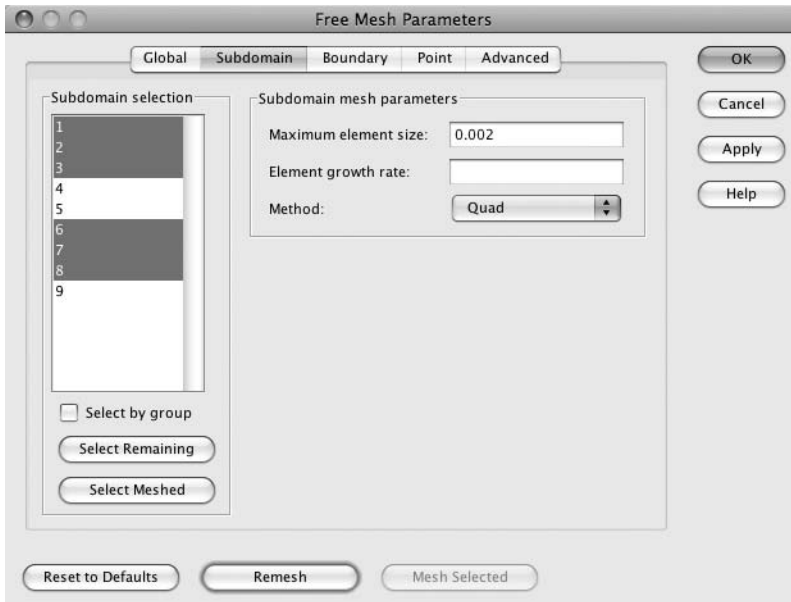 Free Mesh Parameters
Global Subdomain Boundary Point Advanced
OK
Cancel
Apply
Help
Subdomain selection
1
2
3
4
5
6
7
8
9
Select by group
Select Remaining
Select Meshed
Subdomain mesh parameters
Maximum element size: 0.002
Element growth rate:
Method: Quad
Reset to Defaults Remesh Mesh Selected